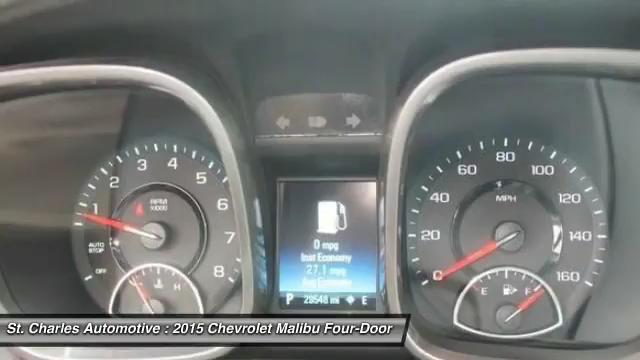 0 mpg
Inst Economy
27.1 mpg
Avg Economy
P 29548 mi E
1 2 3 4 5 6 7 8
RPM
x1000
AUTO
STOP
OFF
H
0 20 40 60 80 100 120 140 160
MPH
E F
St. Charles Automotive : 2015 Chevrolet Malibu Four-Door